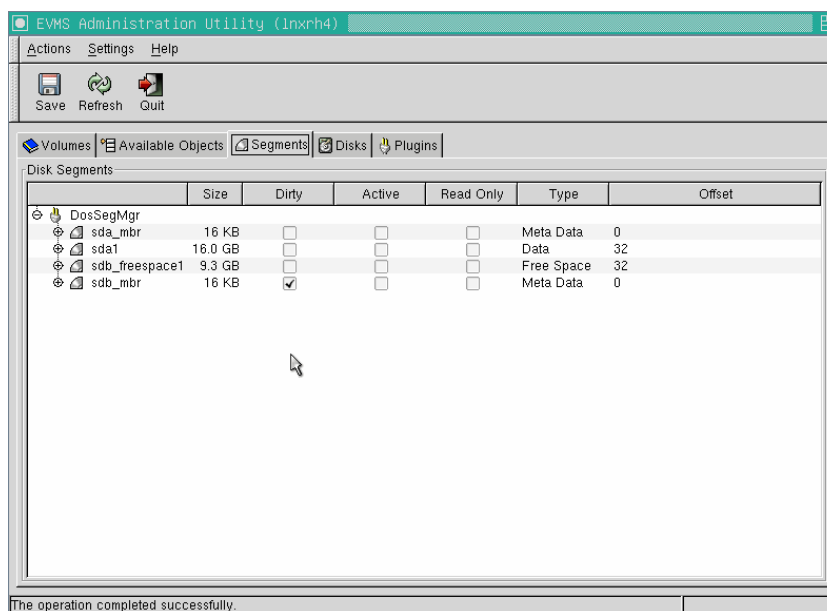 EVMS Administration Utility (lnxrh4)
Actions Settings Help
Save Refresh Quit
Volumes Available Objects Segments Disks Plugins
Disk Segments
Size Dirty Active Read Only Type Offset
DosSegMgr
sda_mbr 16 KB Meta Data 0
sda1 16.0 GB Data 32
sdb_freespace1 9.3 GB Free Space 32
sdb_mbr 16 KB Meta Data 0
The operation completed successfully.